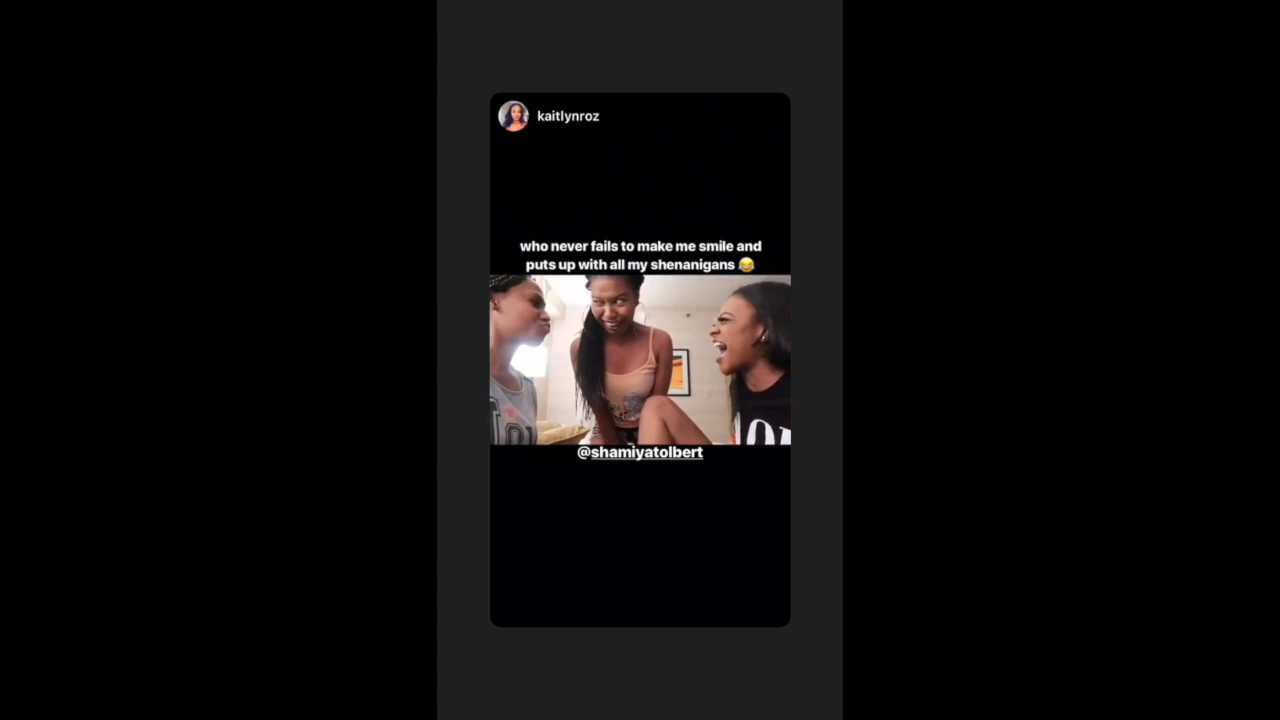 kaitlynroz
who never fails to make me smile and
puts up with all my shenanigans 😂
@shamiyatolbert